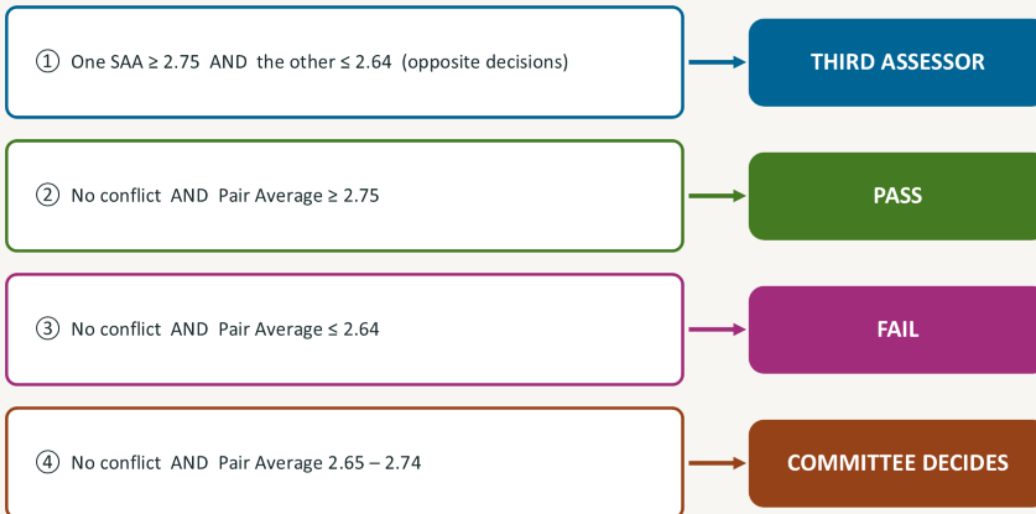 ① One SAA ≥ 2.75 AND the other ≤ 2.64 (opposite decisions)
THIRD ASSESSOR
② No conflict AND Pair Average ≥ 2.75
PASS
③ No conflict AND Pair Average ≤ 2.64
FAIL
④ No conflict AND Pair Average 2.65 – 2.74
COMMITTEE DECIDES